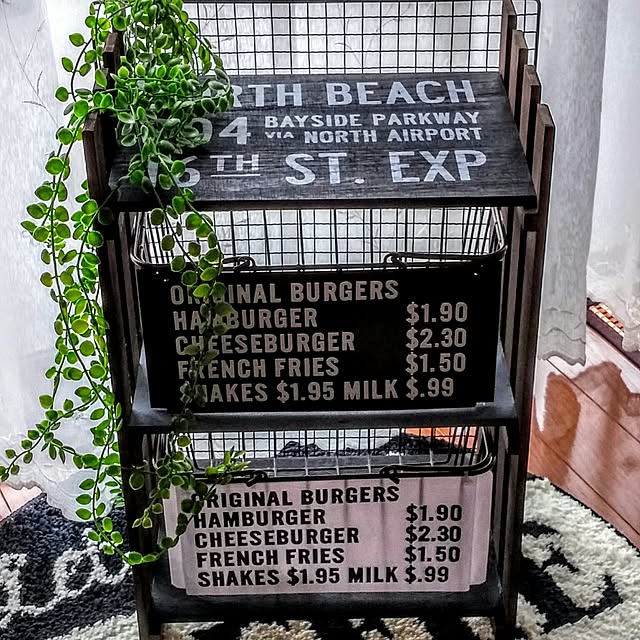 RTH BEACH
04 BAYSIDE PARKWAY
VIA NORTH AIRPORT
16TH ST. EXP
ORIGINAL BURGERS
HAMBURGER $1.90
CHEESEBURGER $2.30
FRENCH FRIES $1.50
SHAKES $1.95 MILK $.99
ORIGINAL BURGERS
HAMBURGER $1.90
CHEESEBURGER $2.30
FRENCH FRIES $1.50
SHAKES $1.95 MILK $.99